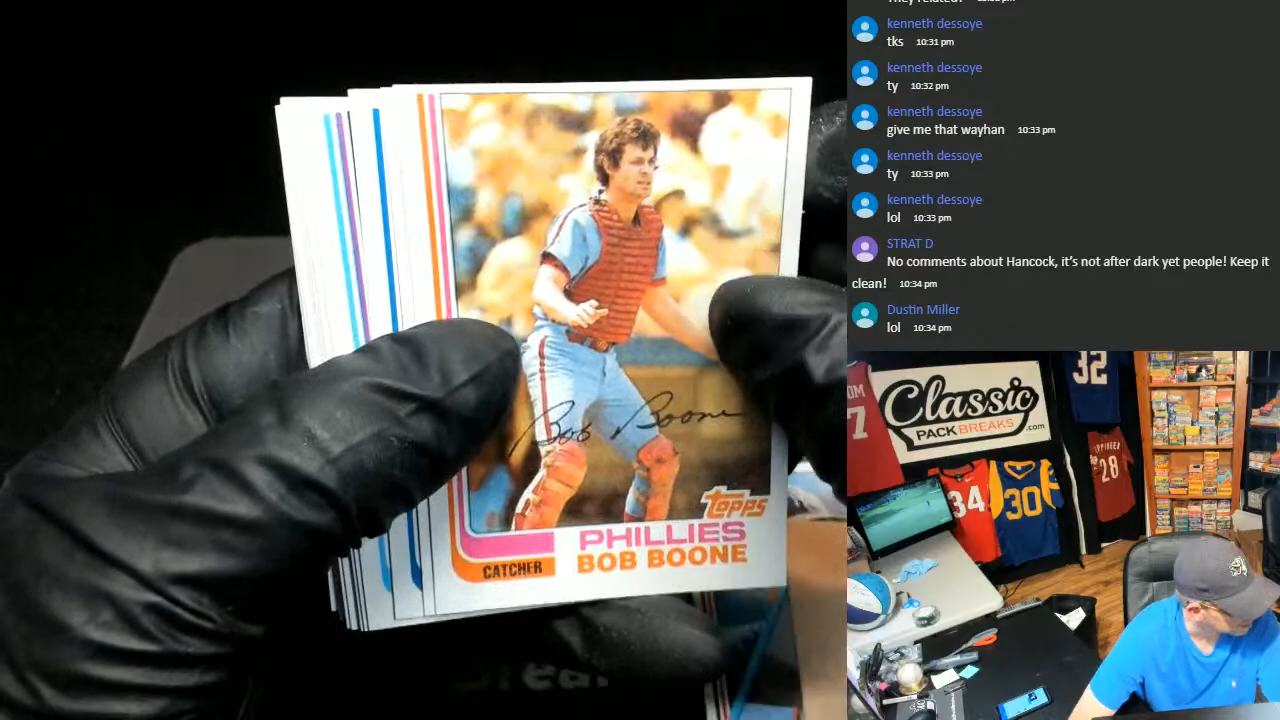 Bob Boone
topps
PHILLIES
CATCHER
BOB BOONE
kenneth dessoye
tks 10:31 pm
kenneth dessoye
ty 10:32 pm
kenneth dessoye
give me that wayhan 10:33 pm
kenneth dessoye
ty 10:33 pm
kenneth dessoye
lol 10:33 pm
STRAT D
No comments about Hancock, it's not after dark yet people! Keep it
clean! 10:34 pm
Dustin Miller
lol 10:34 pm
Classic
PACK BREAKS.com
32
7
34
30
28